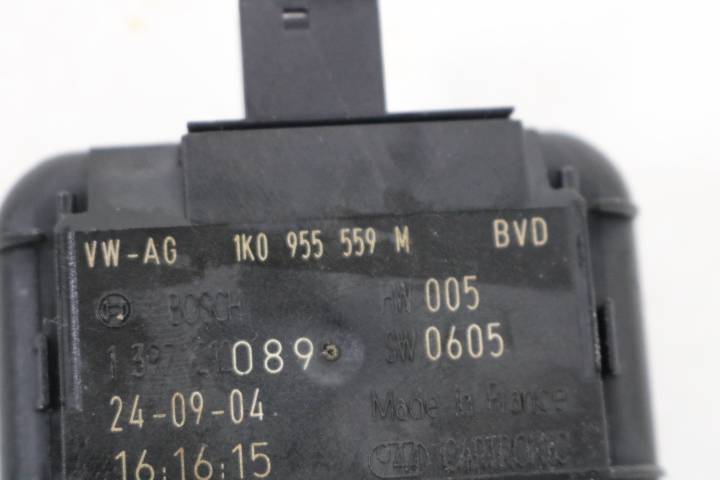 VW-AG 1K0 955 559 M BVD
BOSCH HW 005
089 SW 0605
24-09-04 Made in France
16:16:15 CARTRONIC